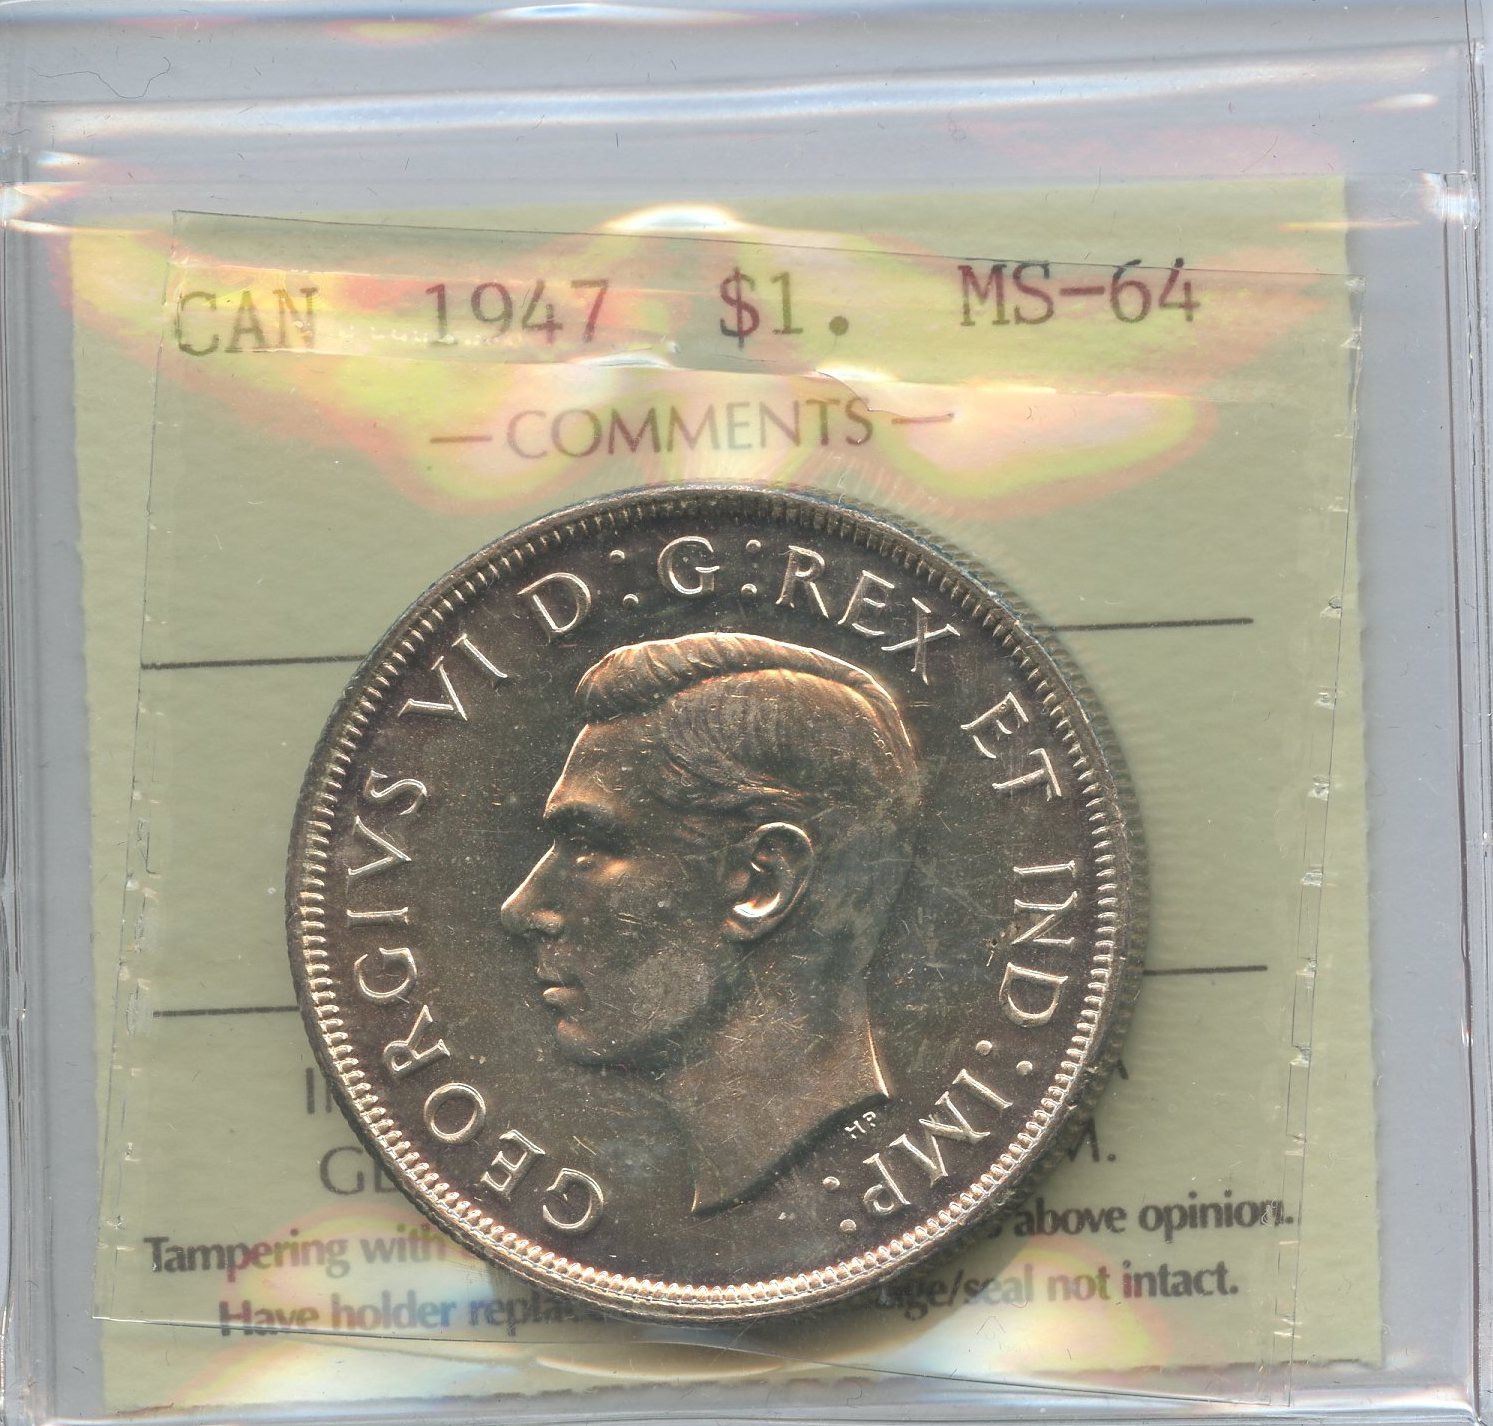 CAN 1947 $1. MS-64
— COMMENTS —
GEORGIVS VI D:G:REX ET IND:IMP:
HP
M.
Tampering with above opinion.
Have holder not intact.